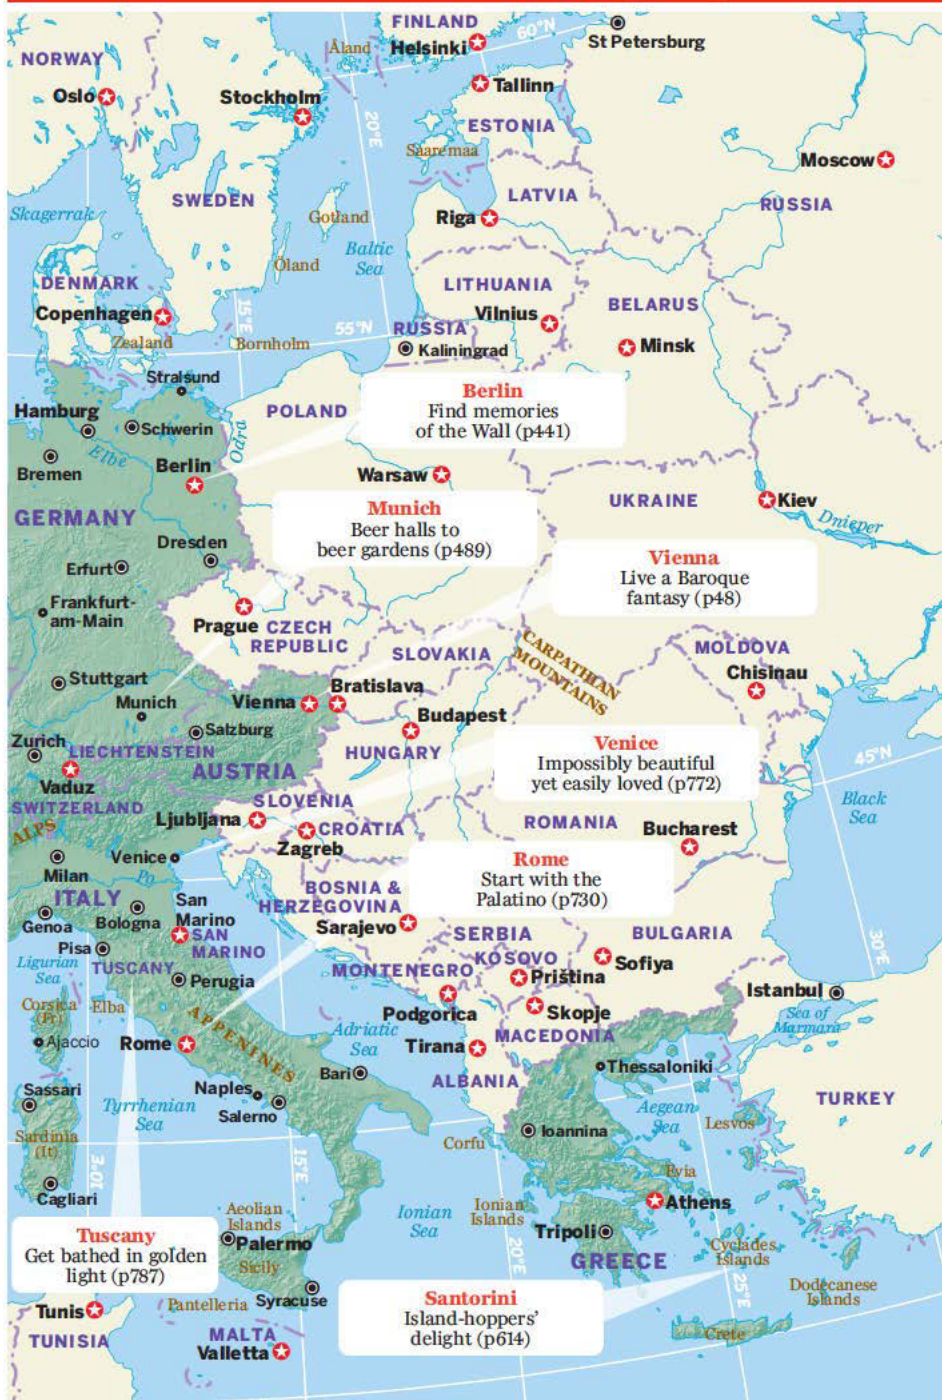 FINLAND
60°N
St Petersburg
Åland
Helsinki
NORWAY
Oslo
Stockholm
Tallinn
20°E
ESTONIA
Saaremaa
Moscow
SWEDEN
LATVIA
RUSSIA
Skagerrak
Gotland
Riga
Baltic
Sea
Öland
DENMARK
LITHUANIA
BELARUS
Copenhagen
15°E
Vilnius
55°N
RUSSIA
Zealand
Bornholm
Kaliningrad
Minsk
Stralsund
Berlin
Find memories
of the Wall (p441)
Hamburg
POLAND
Schwerin
Odra
Elbe
Bremen
Berlin
Warsaw
UKRAINE
Kiev
Dnieper
GERMANY
Munich
Beer halls to
beer gardens (p489)
Dresden
Erfurt
Vienna
Live a Baroque
fantasy (p48)
Frankfurt-
am-Main
Prague
CZECH
REPUBLIC
SLOVAKIA
CARPATHIAN
MOUNTAINS
MOLDOVA
Chisinau
Stuttgart
Munich
Vienna
Bratislava
Salzburg
Budapest
Zurich
LIECHTENSTEIN
HUNGARY
Venice
Impossibly beautiful
yet easily loved (p772)
45°N
Vaduz
AUSTRIA
SWITZERLAND
SLOVENIA
Black
Sea
ALPS
Ljubljana
CROATIA
Zagreb
ROMANIA
Bucharest
Milan
Venice
Po
Rome
Start with the
Palatino (p730)
ITALY
BOSNIA &
HERZEGOVINA
San
Marino
Genoa
Bologna
Sarajevo
SERBIA
BULGARIA
SAN
MARINO
Pisa
KOSOVO
Sofiya
30°E
Ligurian
Sea
TUSCANY
Perugia
MONTENEGRO
Priština
Istanbul
Corsica
(Fr)
Elba
APPENINES
Podgorica
Skopje
Sea of
Marmara
Ajaccio
Rome
Adriatic
Sea
Tirana
MACEDONIA
Bari
Thessaloniki
ALBANIA
Sassari
Naples
Salerno
Tyrrhenian
Sea
Aegean
Sea
Lesvos
TURKEY
Sardinia
(It)
Corfu
Ioannina
10°E
15°E
Evia
Cagliari
Athens
Aeolian
Islands
Ionian
Sea
Ionian
Islands
Tuscany
Get bathed in golden
light (p787)
Palermo
Sicily
Tripoli
20°E
GREECE
Cyclades
Islands
25°E
Dodecanese
Islands
Santorini
Island-hoppers'
delight (p614)
Tunis
Pantelleria
Syracuse
TUNISIA
MALTA
Valletta
Crete